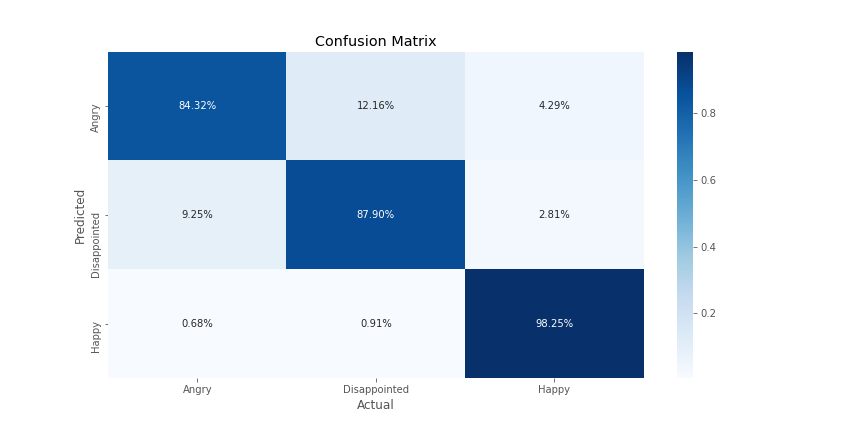 Confusion Matrix
Predicted
Angry
84.32% 12.16% 4.29%
Disappointed
9.25% 87.90% 2.81%
Happy
0.68% 0.91% 98.25%
Angry Disappointed Happy
Actual
0.8
0.6
0.4
0.2